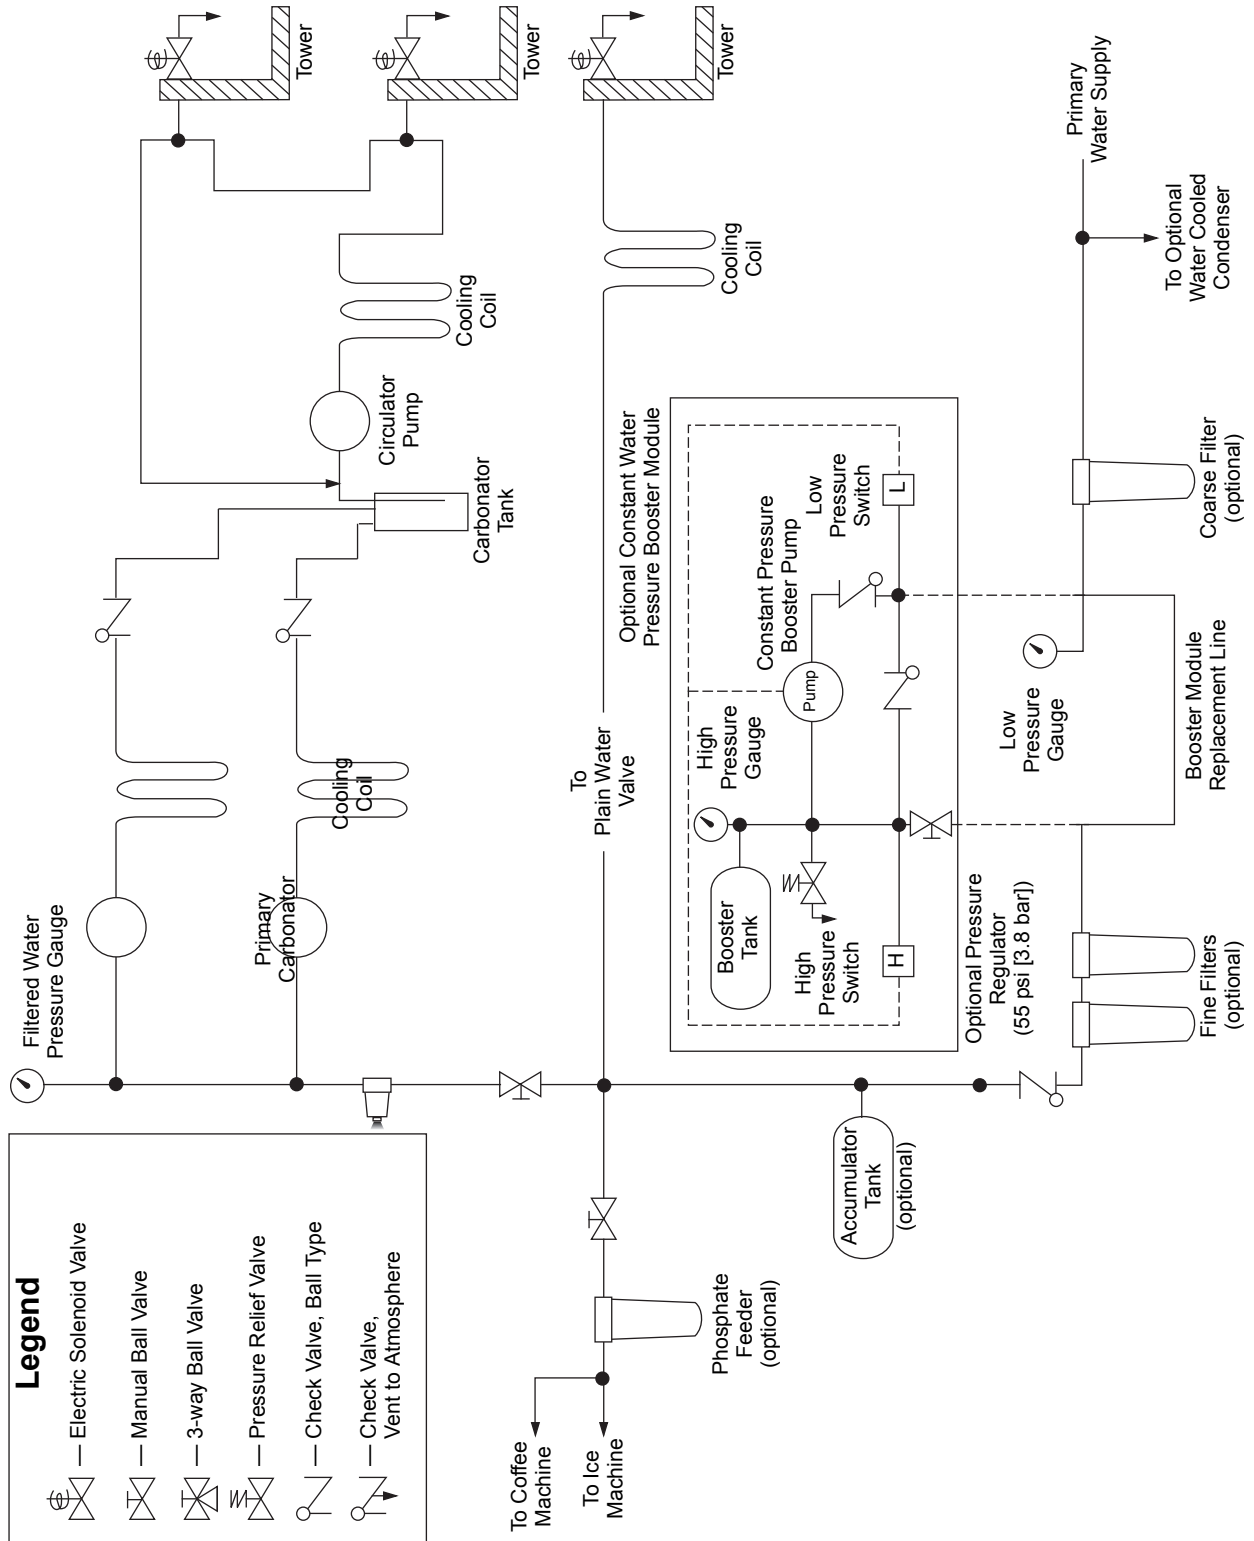 Legend
Electric Solenoid Valve
Manual Ball Valve
3-way Ball Valve
Pressure Relief Valve
Check Valve, Ball Type
Check Valve,
Vent to Atmosphere
Filtered Water
Pressure Gauge
Primary
Carbonator
Cooling
Coil
Carbonator
Tank
Circulator
Pump
Cooling
Coil
Tower
Tower
Tower
To Coffee
Machine
To Ice
Machine
Phosphate
Feeder
(optional)
To
Plain Water
Valve
Cooling
Coil
Accumulator
Tank
(optional)
Optional Constant Water
Pressure Booster Module
High
Pressure
Gauge
Booster
Tank
High
Pressure
Switch
H
Pump
Constant Pressure
Booster Pump
Low
Pressure
Switch
L
Optional Pressure
Regulator
(55 psi [3.8 bar])
Low
Pressure
Gauge
Fine Filters
(optional)
Booster Module
Replacement Line
Coarse Filter
(optional)
To Optional
Water Cooled
Condenser
Primary
Water Supply